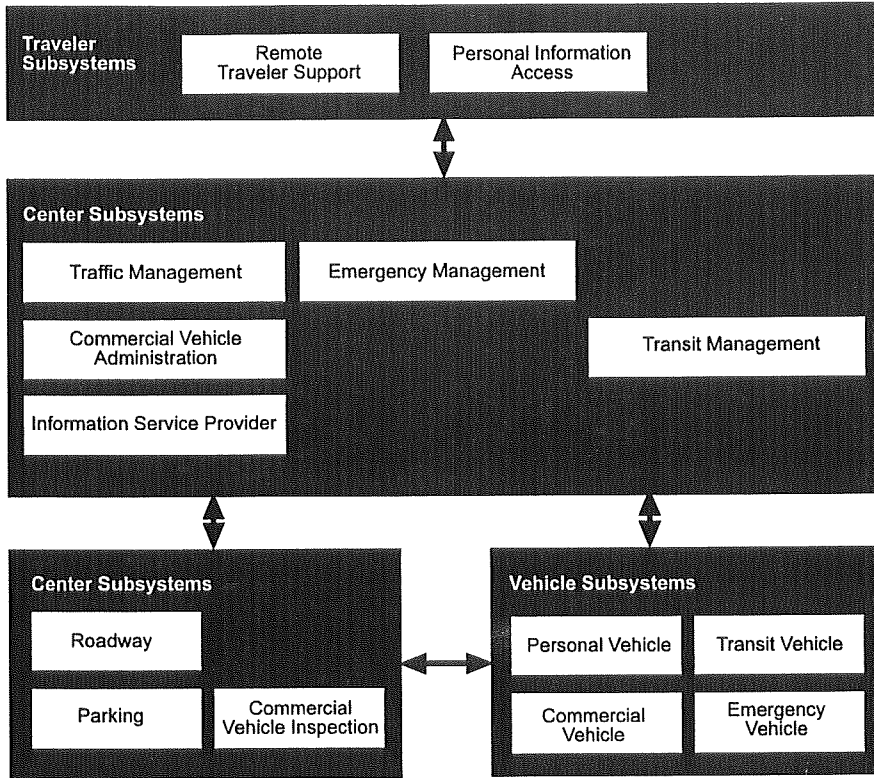 Traveler
Subsystems
Remote
Traveler Support
Personal Information
Access
Center Subsystems
Traffic Management
Emergency Management
Commercial Vehicle
Administration
Transit Management
Information Service Provider
Center Subsystems
Roadway
Parking
Commercial
Vehicle Inspection
Vehicle Subsystems
Personal Vehicle
Transit Vehicle
Commercial
Vehicle
Emergency
Vehicle